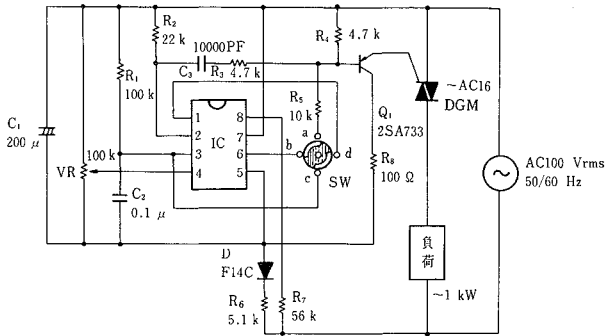 R₂
22 k
10000PF
C₃
R₃ 4.7 k
R₄
4.7 k
R₁
100 k
R₅
10 k
~AC16
DGM
Q₁
2SA733
C₁
200 μ
1
2
3
4
8
7
6
5
IC
a
b
c
d
SW
100 k
VR
C₂
0.1 μ
R₈
100 Ω
AC100 Vrms
50/60 Hz
D
F14C
R₆
5.1 k
R₇
56 k
負荷
~1 kW